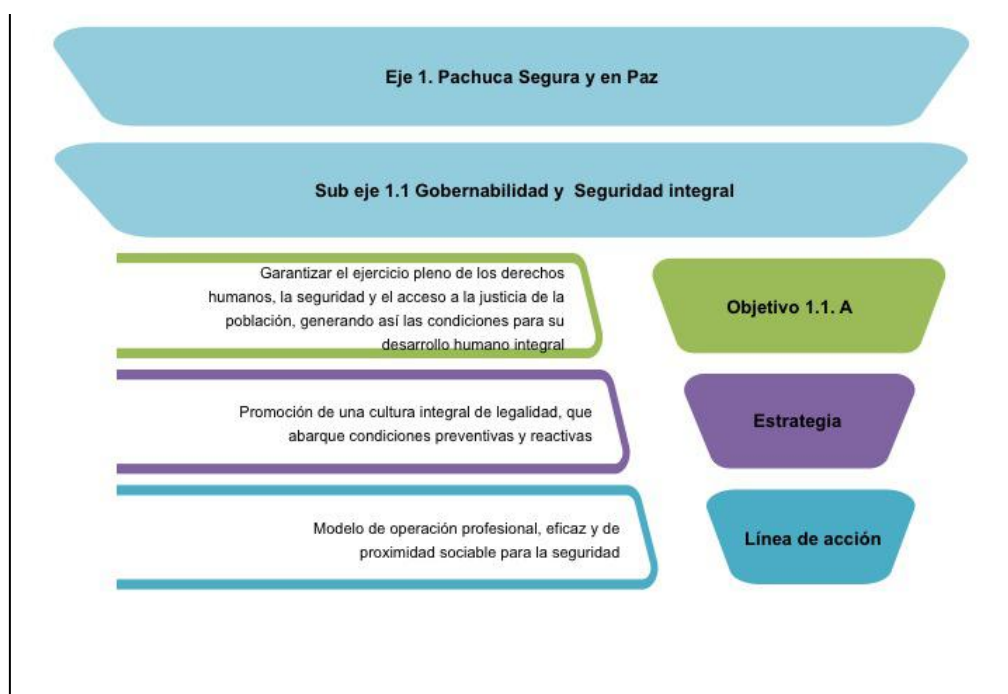 Eje 1. Pachuca Segura y en Paz
Sub eje 1.1 Gobernabilidad y Seguridad integral
Garantizar el ejercicio pleno de los derechos
humanos, la seguridad y el acceso a la justicia de la
población, generando así las condiciones para su
desarrollo humano integral
Objetivo 1.1. A
Promoción de una cultura integral de legalidad, que
abarque condiciones preventivas y reactivas
Estrategia
Modelo de operación profesional, eficaz y de
proximidad sociable para la seguridad
Línea de acción